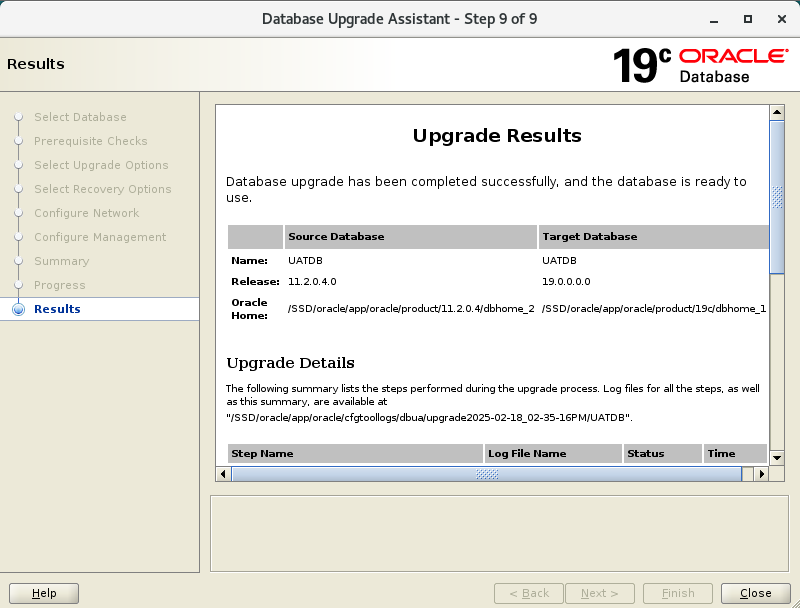 Database Upgrade Assistant - Step 9 of 9
Results
19c ORACLE
Database
Select Database
Prerequisite Checks
Select Upgrade Options
Select Recovery Options
Configure Network
Configure Management
Summary
Progress
Results
Upgrade Results
Database upgrade has been completed successfully, and the database is ready to
use.
Source Database Target Database
Name: UATDB UATDB
Release: 11.2.0.4.0 19.0.0.0.0
Oracle
Home: /SSD/oracle/app/oracle/product/11.2.0.4/dbhome_2 /SSD/oracle/app/oracle/product/19c/dbhome_1
Upgrade Details
The following summary lists the steps performed during the upgrade process. Log files for all the steps, as well
as this summary, are available at
"/SSD/oracle/app/oracle/cfgtoollogs/dbua/upgrade2025-02-18_02-35-16PM/UATDB".
Step Name Log File Name Status Time
Help < Back Next > Finish Close